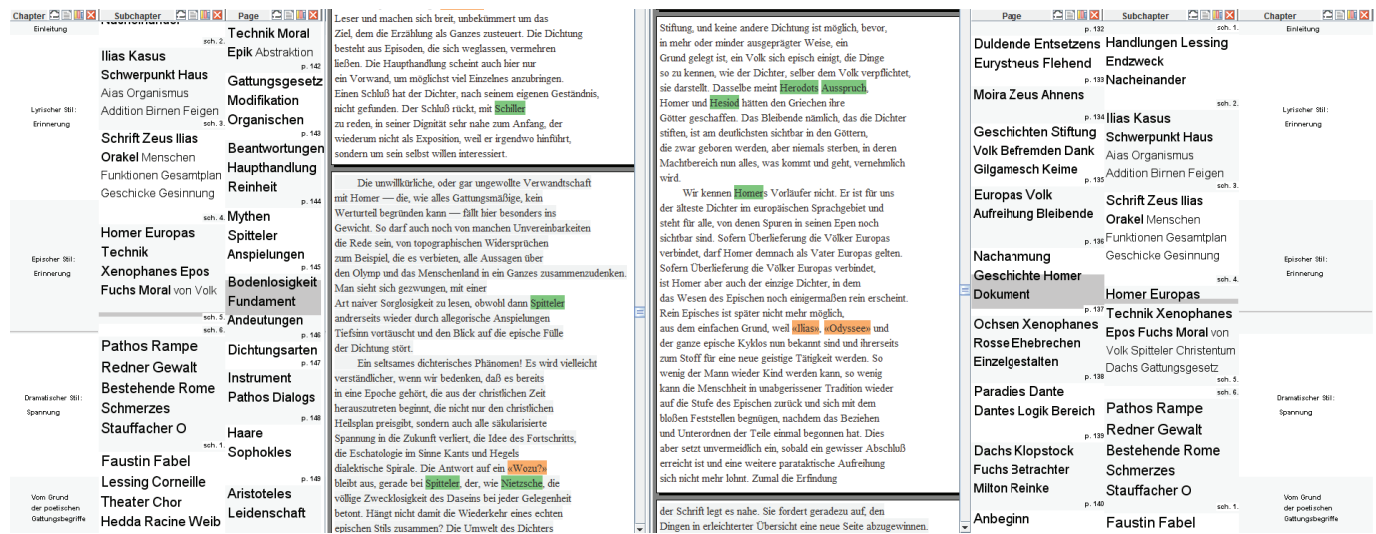 Chapter
Einleitung
Lyrischer Stil:
Erinnerung
Epischer Stil:
Erinnerung
Dramatischer Stil:
Spannung
Vom Grund
der poetischen
Gattungsbegriffe
Subchapter
sch. 2.
Ilias Kasus
Schwerpunkt Haus
Aias Organismus
Addition Birnen Feigen
sch. 3.
Schrift Zeus Ilias
Orakel Menschen
Funktionen Gesamtplan
Geschicke Gesinnung
sch. 4.
Homer Europas
Technik
Xenophanes Epos
Fuchs Moral von Volk
sch. 5.
sch. 6.
Pathos Rampe
Redner Gewalt
Bestehende Rome
Schmerzes
Stauffacher O
sch. 1.
Faustin Fabel
Lessing Corneille
Theater Chor
Hedda Racine Weib
Page
Technik Moral
Epik Abstraktion
p. 142
Gattungsgesetz
Modifikation
Organischen
p. 143
Beantwortungen
Haupthandlung
Reinheit
p. 144
Mythen
Spitteler
Anspielungen
p. 145
Bodenlosigkeit
Fundament
Andeutungen
p. 146
Dichtungsarten
p. 147
Instrument
Pathos Dialogs
p. 148
Haare
Sophokles
p. 149
Aristoteles
Leidenschaft
Leser und machen sich breit, unbekümmert um das
Ziel, dem die Erzählung als Ganzes zusteuert. Die Dichtung
besteht aus Episoden, die sich weglassen, vermehren
ließen. Die Haupthandlung scheint auch hier nur
ein Vorwand, um möglichst viel Einzelnes anzubringen.
Einen Schluß hat der Dichter, nach seinem eigenen Geständnis,
nicht gefunden. Der Schluß rückt, mit Schiller
zu reden, in seiner Dignität sehr nahe zum Anfang, der
wiederum nicht als Exposition, weil er irgendwo hinführt,
sondern um sein selbst willen interessiert.
Die unwillkürliche, oder gar ungewollte Verwandtschaft
mit Homer — die, wie alles Gattungsmäßige, kein
Werturteil begründen kann — fällt hier besonders ins
Gewicht. So darf auch noch von manchen Unvereinbarkeiten
die Rede sein, von topographischen Widersprüchen
zum Beispiel, die es verbieten, alle Aussagen über
den Olymp und das Menschenland in ein Ganzes zusammenzudenken.
Man sieht sich gezwungen, mit einer
Art naiver Sorglosigkeit zu lesen, obwohl dann Spitteler
andrerseits wieder durch allegorische Anspielungen
Tiefsinn vortäuscht und den Blick auf die epische Fülle
der Dichtung stört.
Ein seltsames dichterisches Phänomen! Es wird vielleicht
verständlicher, wenn wir bedenken, daß es bereits
in eine Epoche gehört, die aus der christlichen Zeit
herauszutreten beginnt, die nicht nur den christlichen
Heilsplan preisgibt, sondern auch alle säkularisierte
Spannung in die Zukunft verliert, die Idee des Fortschritts,
die Eschatologie im Sinne Kants und Hegels
dialektische Spirale. Die Antwort auf ein «Wozu?»
bleibt aus, gerade bei Spitteler, der, wie Nietzsche, die
völlige Zwecklosigkeit des Daseins bei jeder Gelegenheit
betont. Hängt nicht damit die Wiederkehr eines echten
epischen Stils zusammen? Die Umwelt des Dichters
Stiftung, und keine andere Dichtung ist möglich, bevor,
in mehr oder minder ausgeprägter Weise, ein
Grund gelegt ist, ein Volk sich episch einigt, die Dinge
so zu kennen, wie der Dichter, selber dem Volk verpflichtet,
sie darstellt. Dasselbe meint Herodots Ausspruch,
Homer und Hesiod hätten den Griechen ihre
Götter geschaffen. Das Bleibende nämlich, das die Dichter
stiften, ist am deutlichsten sichtbar in den Göttern,
die zwar geboren werden, aber niemals sterben, in deren
Machtbereich nun alles, was kommt und geht, vernehmlich
wird.
Wir kennen Homers Vorläufer nicht. Er ist für uns
der älteste Dichter im europäischen Sprachgebiet und
steht für alle, von denen Spuren in seinen Epen noch
sichtbar sind. Sofern Überlieferung die Völker Europas
verbindet, darf Homer demnach als Vater Europas gelten.
Sofern Überlieferung die Völker Europas verbindet,
ist Homer aber auch der einzige Dichter, in dem
das Wesen des Epischen noch einigermaßen rein erscheint.
Rein Episches ist später nicht mehr möglich,
aus dem einfachen Grund, weil «Ilias», «Odyssee» und
der ganze epische Kyklos nun bekannt sind und ihrerseits
zum Stoff für eine neue geistige Tätigkeit werden. So
wenig der Mann wieder Kind werden kann, so wenig
kann die Menschheit in unabgerissener Tradition wieder
auf die Stufe des Epischen zurück und sich mit dem
bloßen Feststellen begnügen, nachdem das Beziehen
und Unterordnen der Teile einmal begonnen hat. Dies
aber setzt unvermeidlich ein, sobald ein gewisser Abschluß
erreicht ist und eine weitere parataktische Aufreihung
sich nicht mehr lohnt. Zumal die Erfindung
der Schrift legt es nahe. Sie fordert geradezu auf, den
Dingen in erleichterter Übersicht eine neue Seite abzugewinnen.
Page
p. 132
Duldende Entsetzens
Eurystheus Flehend
p. 133
Moira Zeus Ahnens
p. 134
Geschichten Stiftung
Volk Befremden Dank
Gilgamesch Keime
p. 135
Europas Volk
Aufreihung Bleibende
p. 136
Nachahmung
Geschichte Homer
Dokument
p. 137
Ochsen Xenophanes
Rosse Ehebrechen
Einzelgestalten
p. 138
Paradies Dante
Dantes Logik Bereich
p. 139
Dachs Klopstock
Fuchs Betrachter
Milton Reinke
p. 140
Anbeginn
Subchapter
sch. 1.
Handlungen Lessing
Endzweck
Nacheinander
sch. 2.
Ilias Kasus
Schwerpunkt Haus
Aias Organismus
Addition Birnen Feigen
sch. 3.
Schrift Zeus Ilias
Orakel Menschen
Funktionen Gesamtplan
Geschicke Gesinnung
sch. 4.
Homer Europas
Technik Xenophanes
Epos Fuchs Moral von
Volk Spitteler Christentum
Dachs Gattungsgesetz
sch. 5.
sch. 6.
Pathos Rampe
Redner Gewalt
Bestehende Rome
Schmerzes
Stauffacher O
sch. 1.
Faustin Fabel
Chapter
Einleitung
Lyrischer Stil:
Erinnerung
Epischer Stil:
Erinnerung
Dramatischer Stil:
Spannung
Vom Grund
der poetischen
Gattungsbegriffe